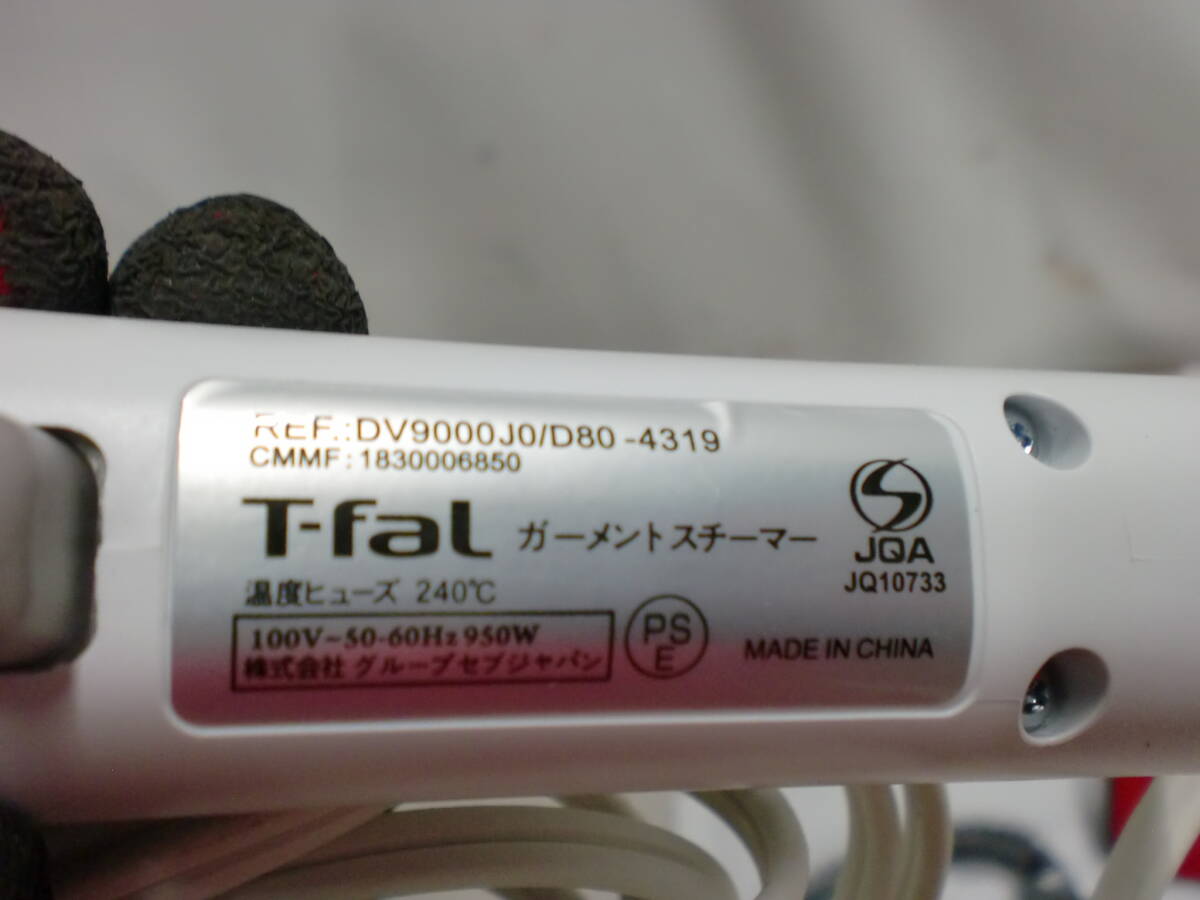 REF.:DV9000J0/D80 -4319
CMMF:1830006850
T-fal ガーメントスチーマー
温度ヒューズ 240℃
100V~50-60Hz 950W
株式会社 グループセブジャパン
PS
E
JQA
JQ10733
MADE IN CHINA